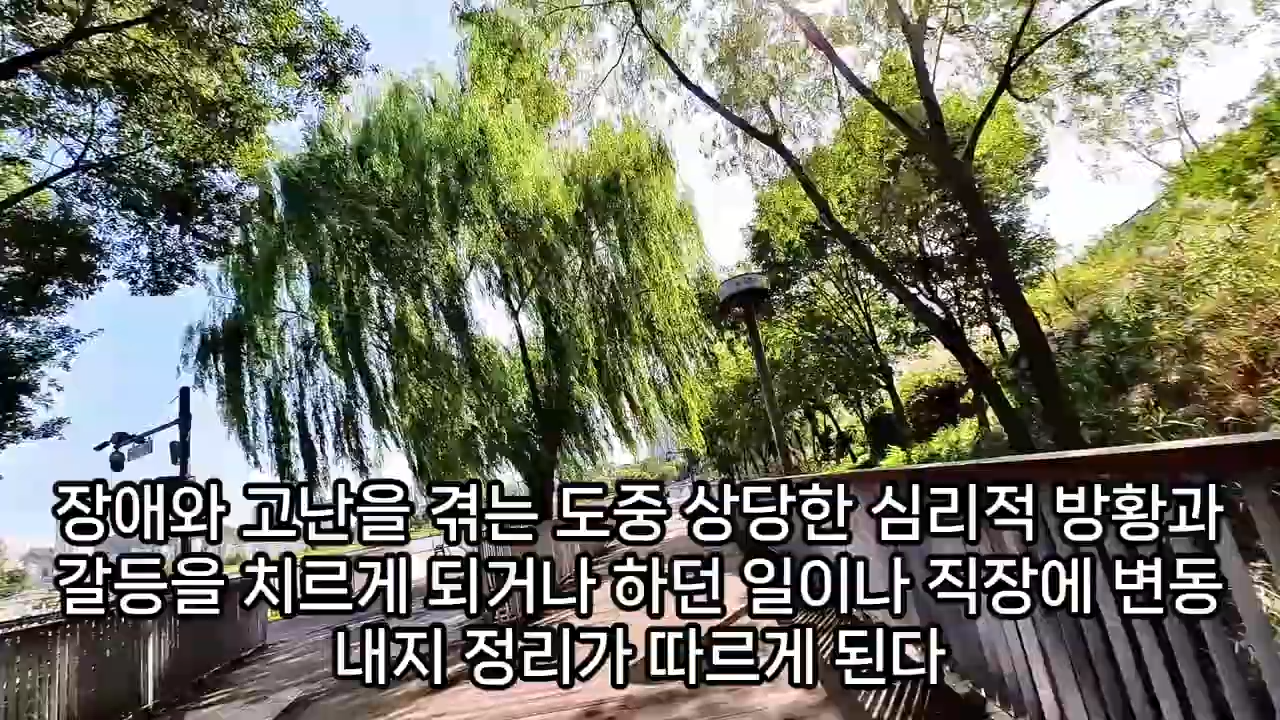 장애와 고난을 겪는 도중 상당한 심리적 방황과
갈등을 치르게 되거나 하던 일이나 직장에 변동
내지 정리가 따르게 된다